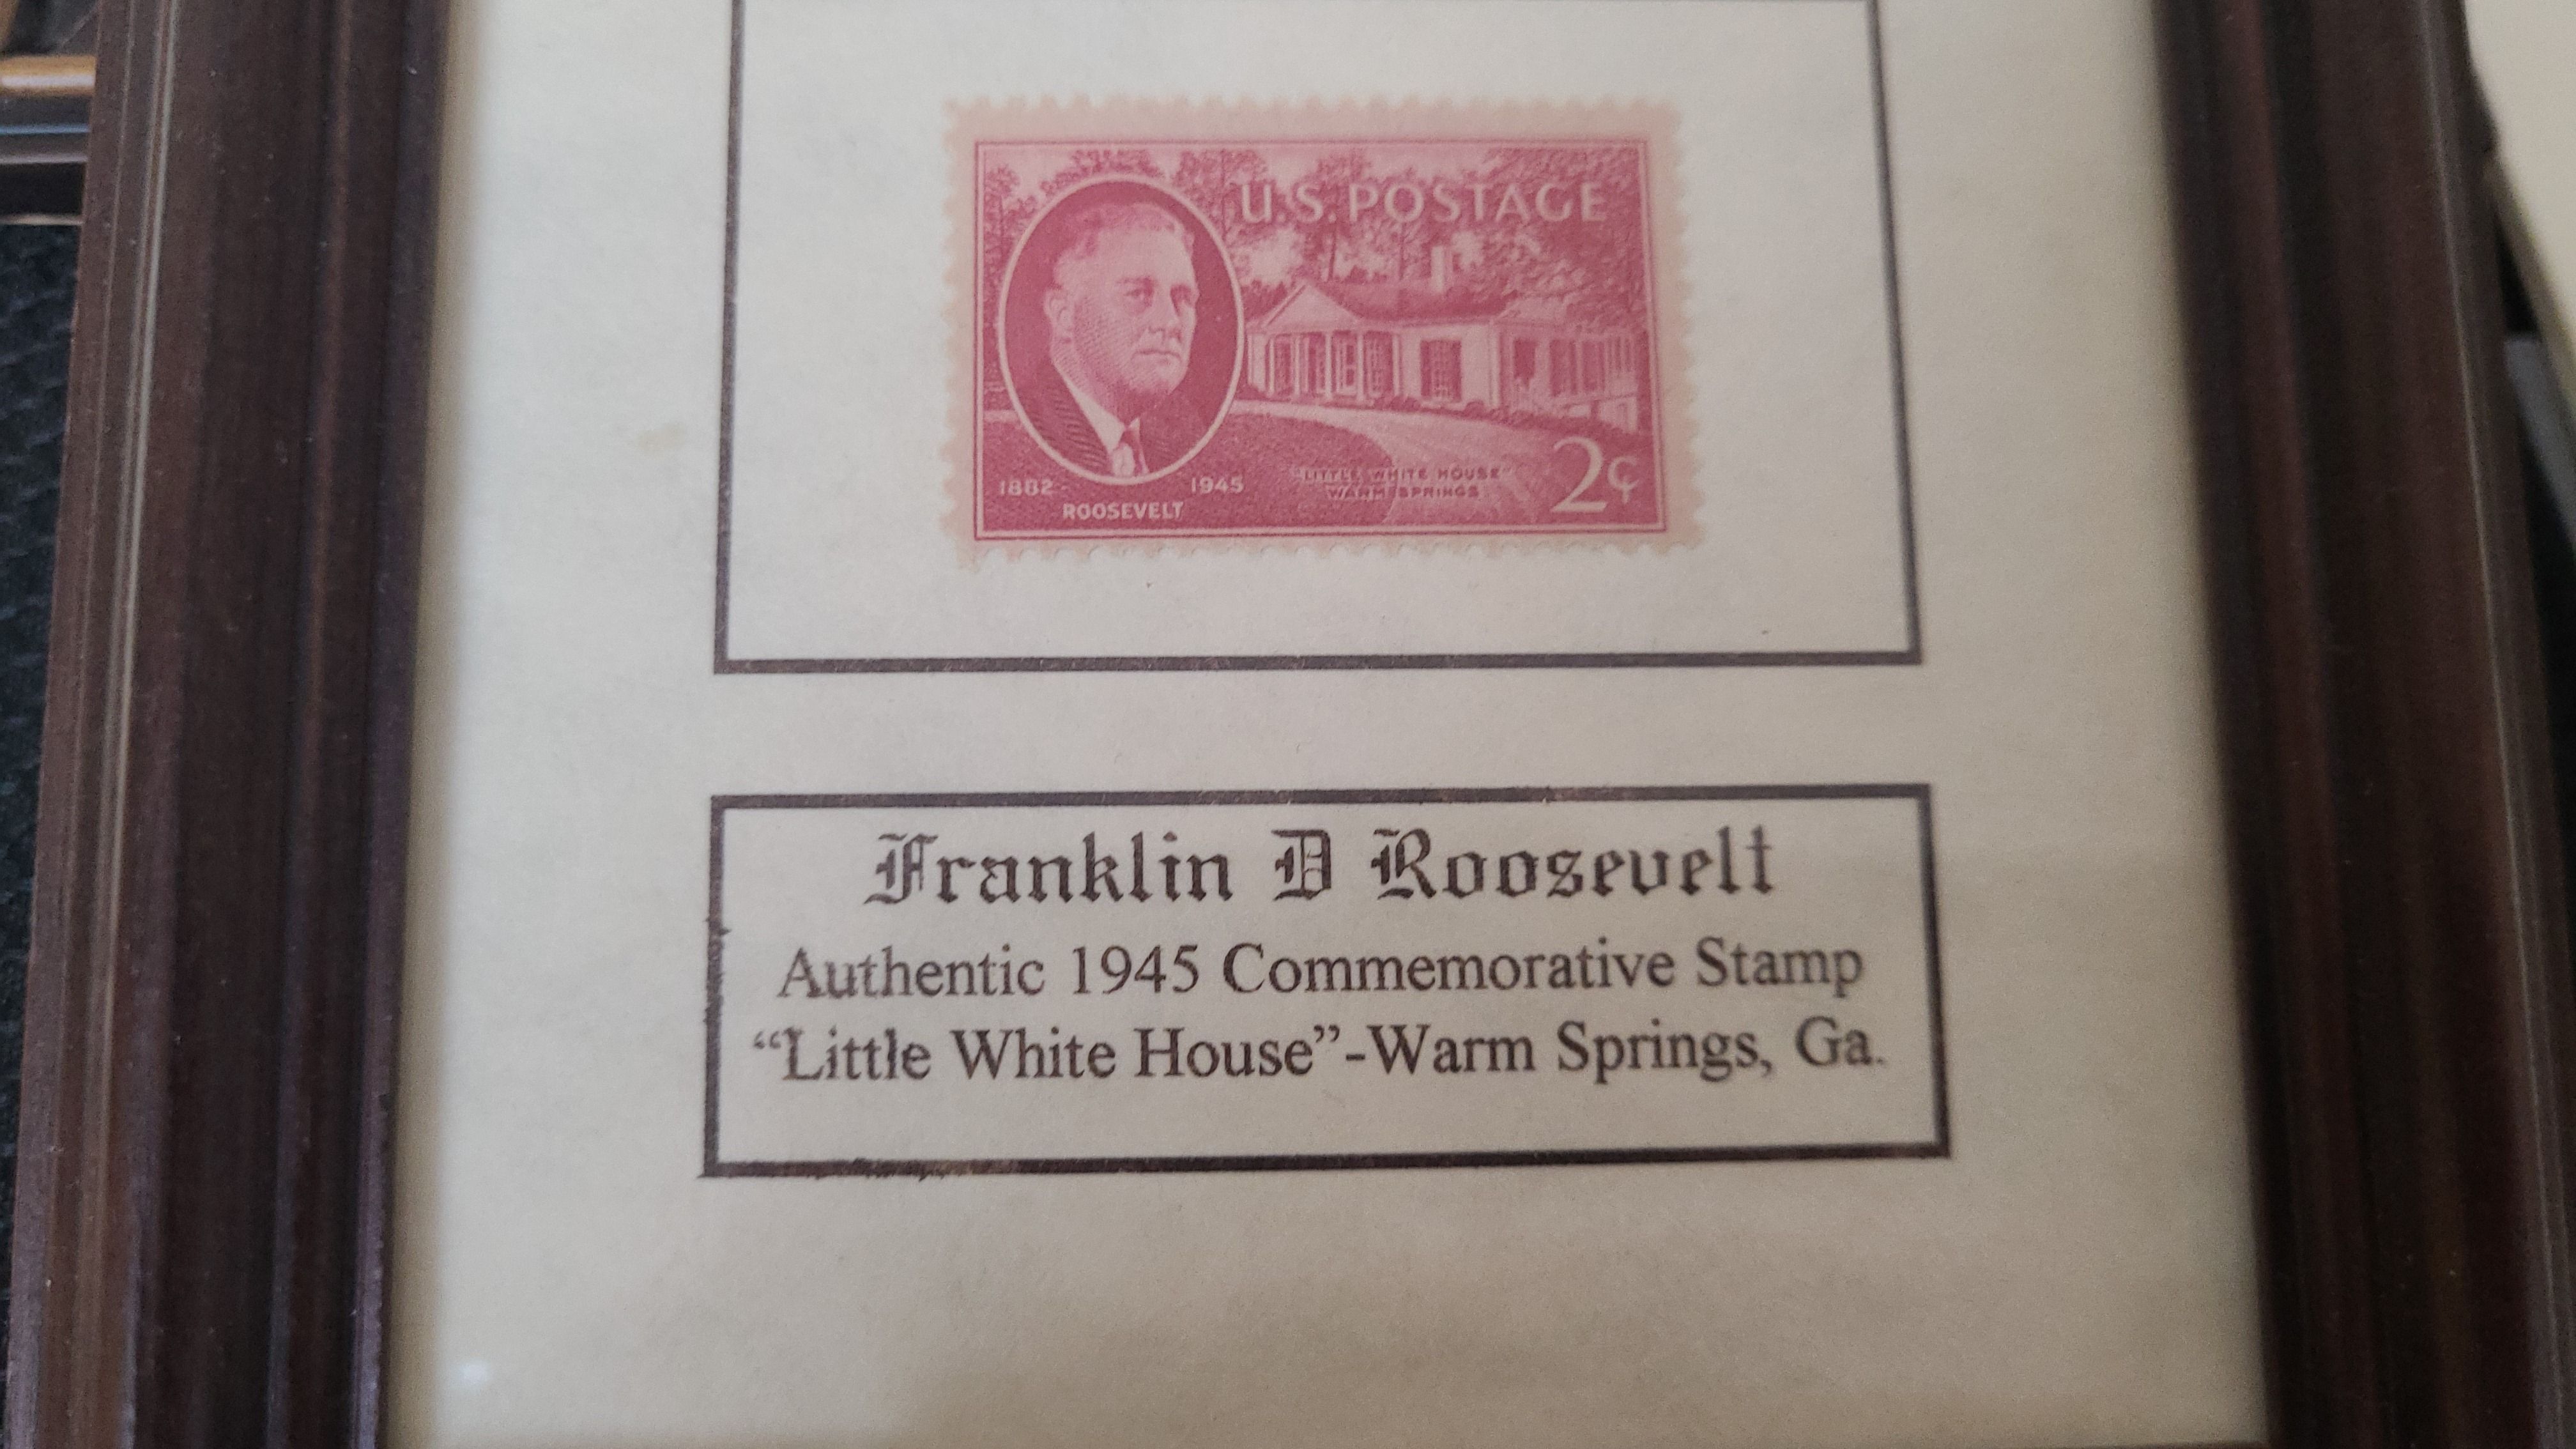 U.S. POSTAGE
1882-1945
ROOSEVELT
"LITTLE WHITE HOUSE"
WARM SPRINGS
2¢
Franklin D Roosevelt
Authentic 1945 Commemorative Stamp
“Little White House”-Warm Springs, Ga.